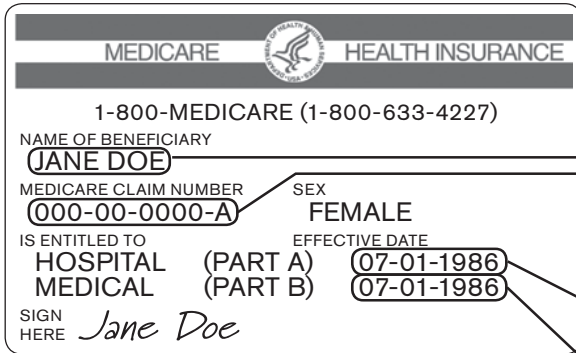 MEDICARE HEALTH INSURANCE
1-800-MEDICARE (1-800-633-4227)
NAME OF BENEFICIARY
JANE DOE
MEDICARE CLAIM NUMBER SEX
000-00-0000-A FEMALE
IS ENTITLED TO EFFECTIVE DATE
HOSPITAL (PART A) 07-01-1986
MEDICAL (PART B) 07-01-1986
SIGN
HERE Jane Doe